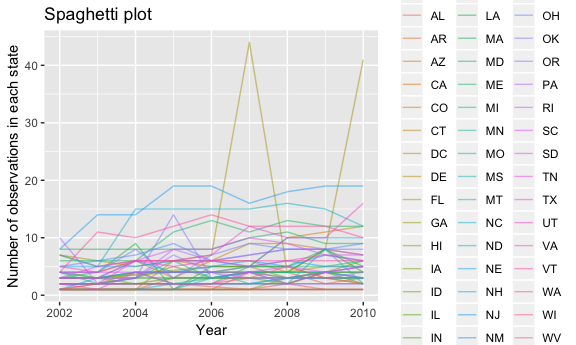 Spaghetti plot
Number of observations in each state
40
30
20
10
0
2002 2004 2006 2008 2010
Year
AL LA OH
AR MA OK
AZ MD OR
CA ME PA
CO MI RI
CT MN SC
DC MO SD
DE MS TN
FL MT TX
GA NC UT
HI ND VA
IA NE VT
ID NH WA
IL NJ WI
IN NM WV